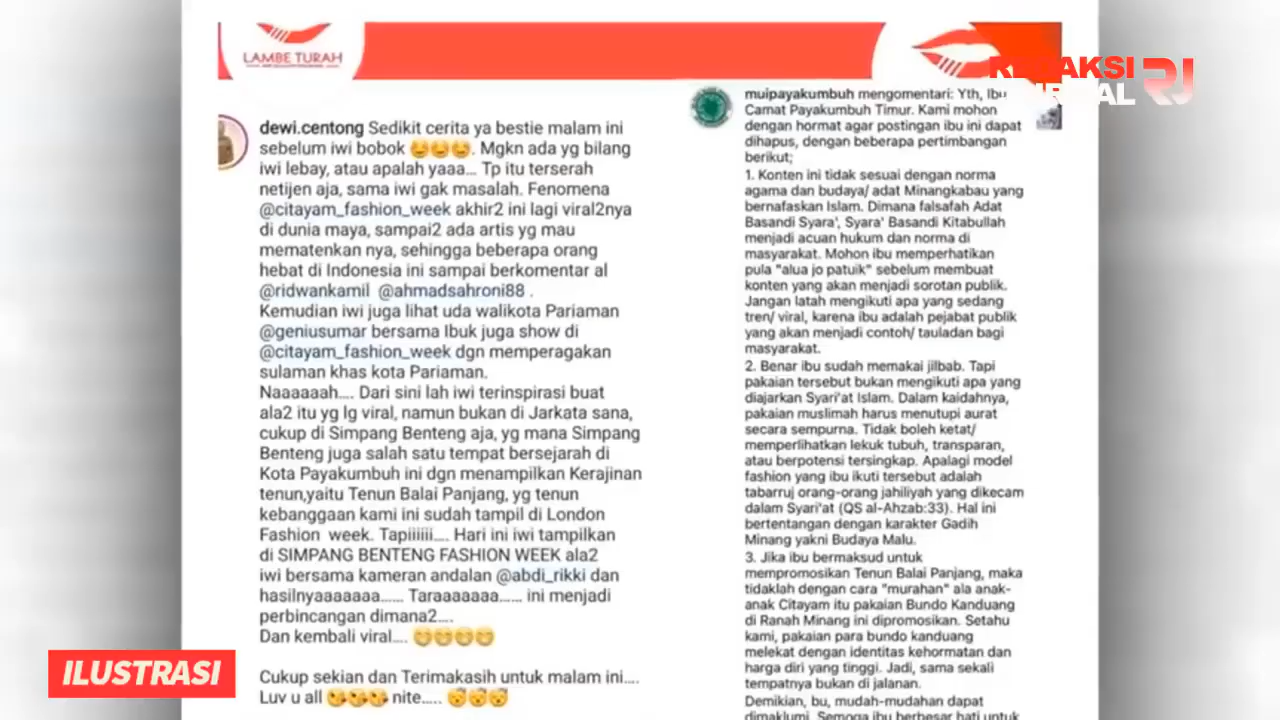 LAMBE TURAH
REDAKSI
RJ
dewi.centong Sedikit cerita ya bestie malam ini
sebelum iwi bobok 😊😊😊. Mgkn ada yg bilang
iwi lebay, atau apalah yaaa... Tp itu terserah
netijen aja, sama iwi gak masalah. Fenomena
@citayam_fashion_week akhir2 ini lagi viral2nya
di dunia maya, sampai2 ada artis yg mau
mematenkan nya, sehingga beberapa orang
hebat di Indonesia ini sampai berkomentar al
@ridwankamil @ahmadsahroni88 .
Kemudian iwi juga lihat uda walikota Pariaman
@geniusumar bersama Ibuk juga show di
@citayam_fashion_week dgn memperagakan
sulaman khas kota Pariaman.
Naaaaaah.... Dari sini lah iwi terinspirasi buat
ala2 itu yg lg viral, namun bukan di Jarkata sana,
cukup di Simpang Benteng aja, yg mana Simpang
Benteng juga salah satu tempat bersejarah di
Kota Payakumbuh ini dgn menampilkan Kerajinan
tenun,yaitu Tenun Balai Panjang, yg tenun
kebanggaan kami ini sudah tampil di London
Fashion week. Tapiiiiii.... Hari ini iwi tampilkan
di SIMPANG BENTENG FASHION WEEK ala2
iwi bersama kameran andalan @abdi_rikki dan
hasilnyaaaaaaa...... Taraaaaaaa...... ini menjadi
perbincangan dimana2....
Dan kembali viral.... 😁😁😁😁
Cukup sekian dan Terimakasih untuk malam ini....
Luv u all 😘😘😘 nite..... 😴😴😴
muipayakumbuh mengomentari: Yth, Ibu
Camat Payakumbuh Timur. Kami mohon
dengan hormat agar postingan ibu ini dapat
dihapus, dengan beberapa pertimbangan
berikut;
1. Konten ini tidak sesuai dengan norma
agama dan budaya/ adat Minangkabau yang
bernafaskan Islam. Dimana falsafah Adat
Basandi Syara', Syara' Basandi Kitabullah
menjadi acuan hukum dan norma di
masyarakat. Mohon ibu memperhatikan
pula "alua jo patuik" sebelum membuat
konten yang akan menjadi sorotan publik.
Jangan latah mengikuti apa yang sedang
tren/ viral, karena ibu adalah pejabat publik
yang akan menjadi contoh/ tauladan bagi
masyarakat.
2. Benar ibu sudah memakai jilbab. Tapi
pakaian tersebut bukan mengikuti apa yang
diajarkan Syari'at Islam. Dalam kaidahnya,
pakaian muslimah harus menutupi aurat
secara sempurna. Tidak boleh ketat/
memperlihatkan lekuk tubuh, transparan,
atau berpotensi tersingkap. Apalagi model
fashion yang ibu ikuti tersebut adalah
tabarruj orang-orang jahiliyah yang dikecam
dalam Syari'at (QS al-Ahzab:33). Hal ini
bertentangan dengan karakter Gadih
Minang yakni Budaya Malu.
3. Jika ibu bermaksud untuk
mempromosikan Tenun Balai Panjang, maka
tidaklah dengan cara "murahan" ala anak-
anak Citayam itu pakaian Bundo Kanduang
di Ranah Minang ini dipromosikan. Setahu
kami, pakaian para bundo kanduang
melekat dengan identitas kehormatan dan
harga diri yang tinggi. Jadi, sama sekali
tempatnya bukan di jalanan.
Demikian, bu, mudah-mudahan dapat
dimaklumi. Semoga ibu berbesar hati untuk
ILUSTRASI